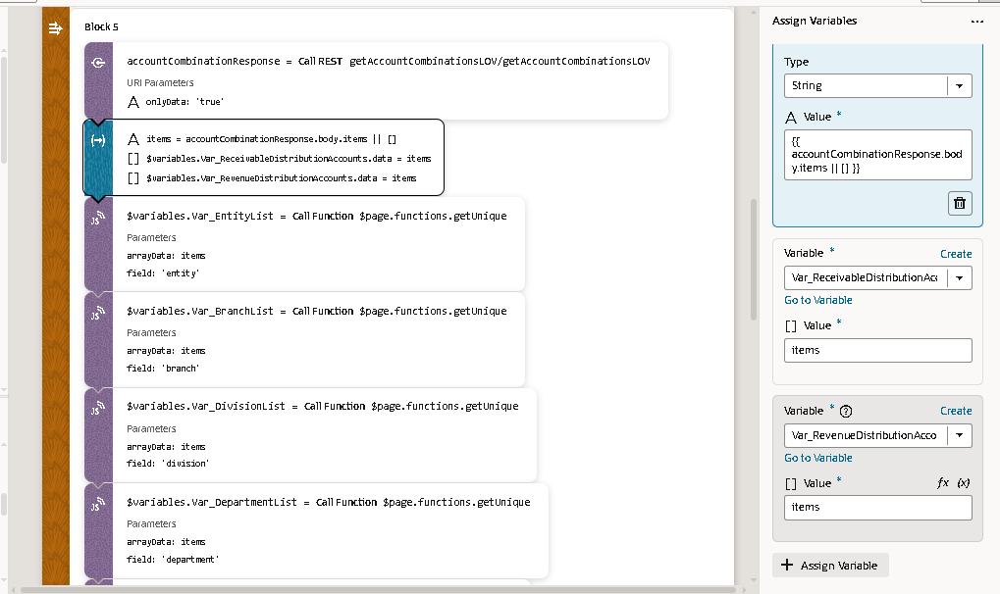 Block 5
accountCombinationResponse = Call REST getAccountCombinationsLOV/getAccountCombinationsLOV
URI Parameters
A onlyData: 'true'
A items = accountCombinationResponse.body.items || []
[] $variables.Var_ReceivableDistributionAccounts.data = items
[] $variables.Var_RevenueDistributionAccounts.data = items
JS $variables.Var_EntityList = Call Function $page.functions.getUnique
Parameters
arrayData: items
field: 'entity'
JS $variables.Var_BranchList = Call Function $page.functions.getUnique
Parameters
arrayData: items
field: 'branch'
JS $variables.Var_DivisionList = Call Function $page.functions.getUnique
Parameters
arrayData: items
field: 'division'
JS $variables.Var_DepartmentList = Call Function $page.functions.getUnique
Parameters
arrayData: items
field: 'department'
Assign Variables ...
Type
String
A Value *
{{
accountCombinationResponse.bod
y.items || [] }}
Variable * Create
Var_ReceivableDistributionAcc
Go to Variable
[] Value *
items
Variable * ? Create
Var_RevenueDistributionAcco
Go to Variable
[] Value * fx (x)
items
+ Assign Variable